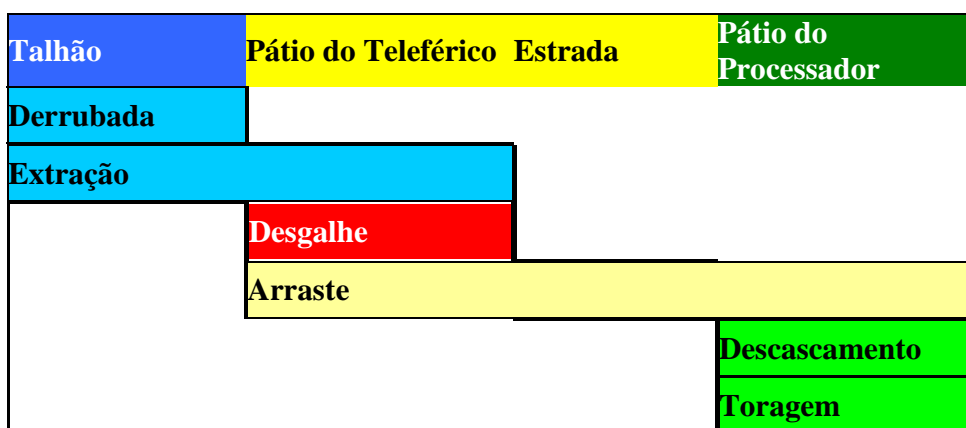 Talhão Pátio do Teleférico Estrada Pátio do
Processador
Derrubada
Extração
Desgalhe
Arraste
Descascamento
Toragem